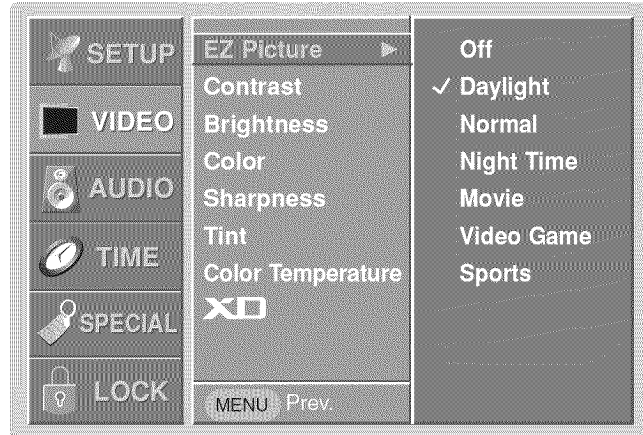 SETUP
VIDEO
AUDIO
TIME
SPECIAL
LOCK
EZ Picture
Contrast
Brightness
Color
Sharpness
Tint
Color Temperature
XD
MENU Prev.
Off
✓ Daylight
Normal
Night Time
Movie
Video Game
Sports